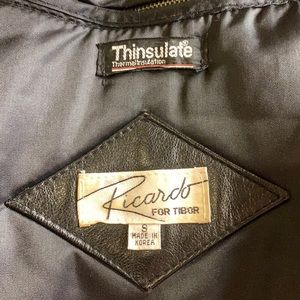 Thinsulate®
Thermal Insulation
Ricardo
FOR TIBOR
S
MADE IN
KOREA